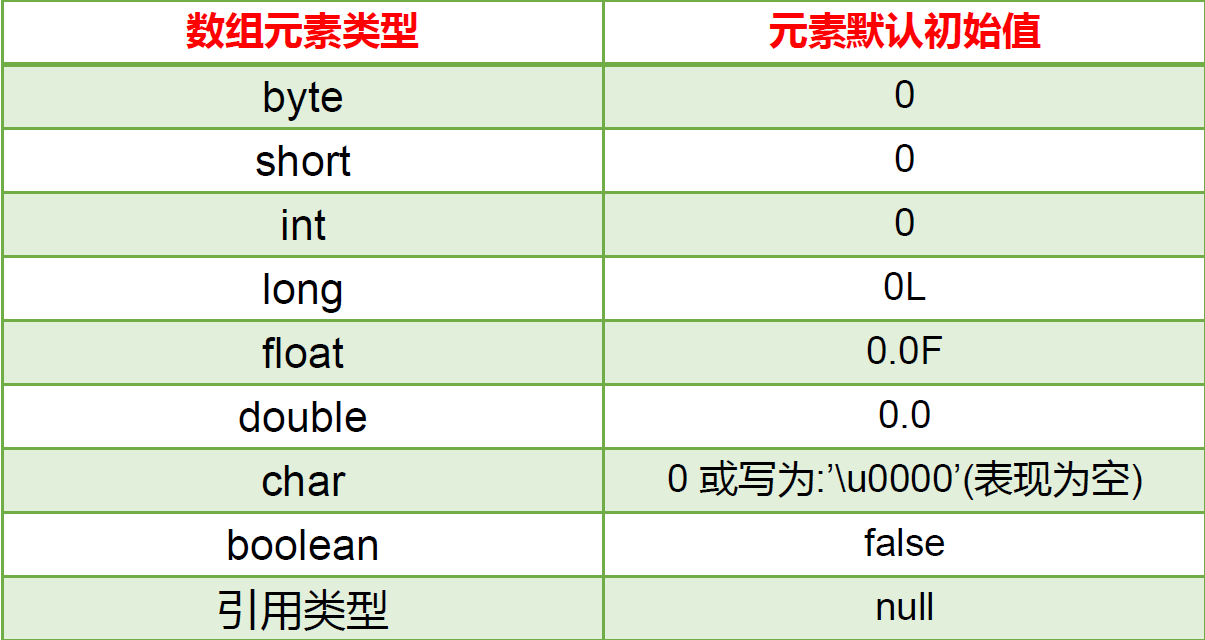 数组元素类型 元素默认初始值
byte 0
short 0
int 0
long 0L
float 0.0F
double 0.0
char 0 或写为:’\u0000’(表现为空)
boolean false
引用类型 null